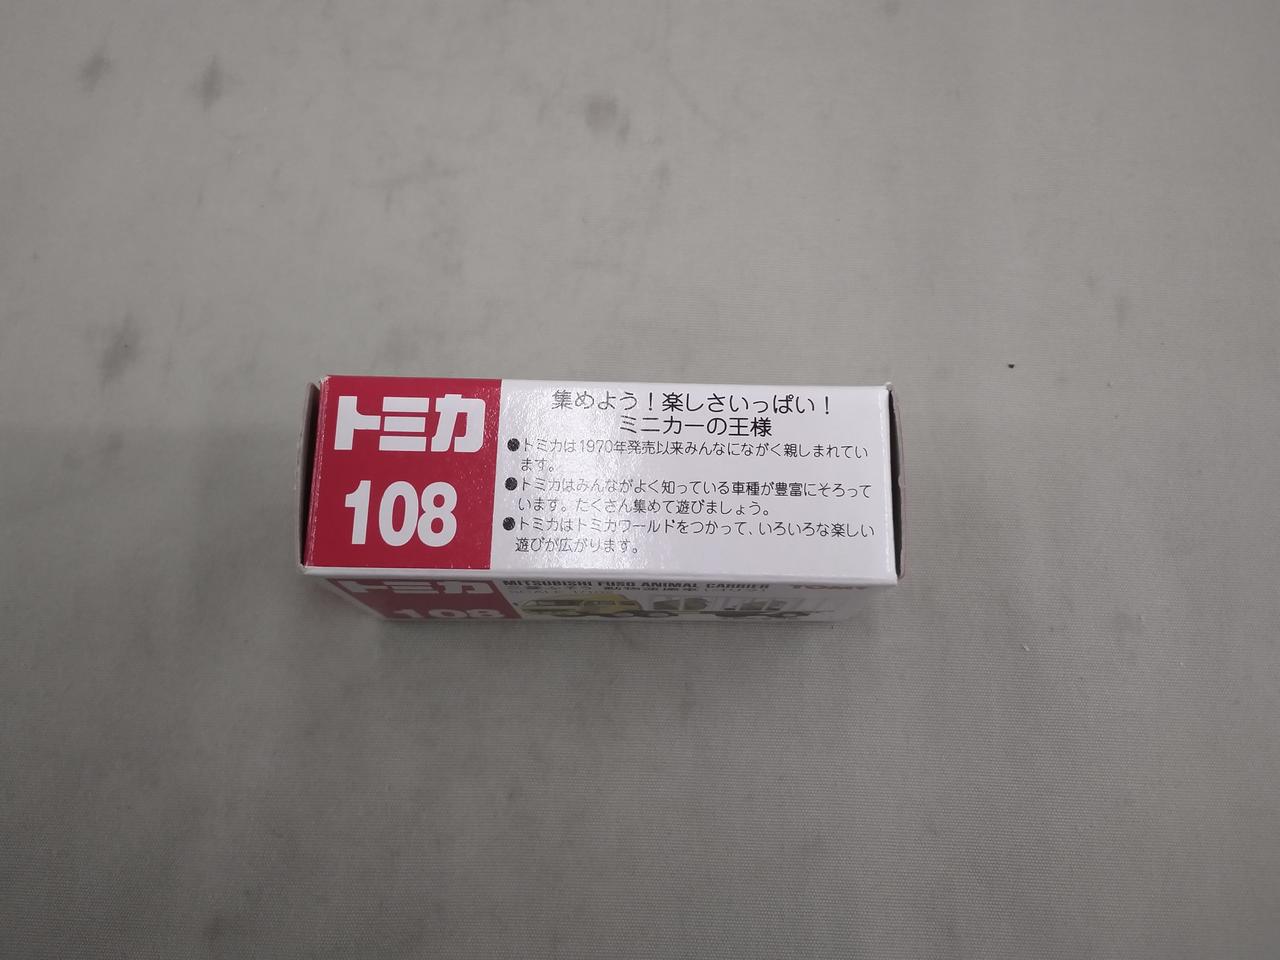 トミカ
108
集めよう！楽しさいっぱい！
ミニカーの王様
●トミカは1970年発売以来みんなにながく親しまれてい
ます。
●トミカはみんながよく知っている車種が豊富にそろって
います。たくさん集めて遊びましょう。
●トミカはトミカワールドをつかって、いろいろな楽しい
遊びが広がります。
トミカ
108
MITSUBISHI FUSO ANIMAL CARRIER
TOMY